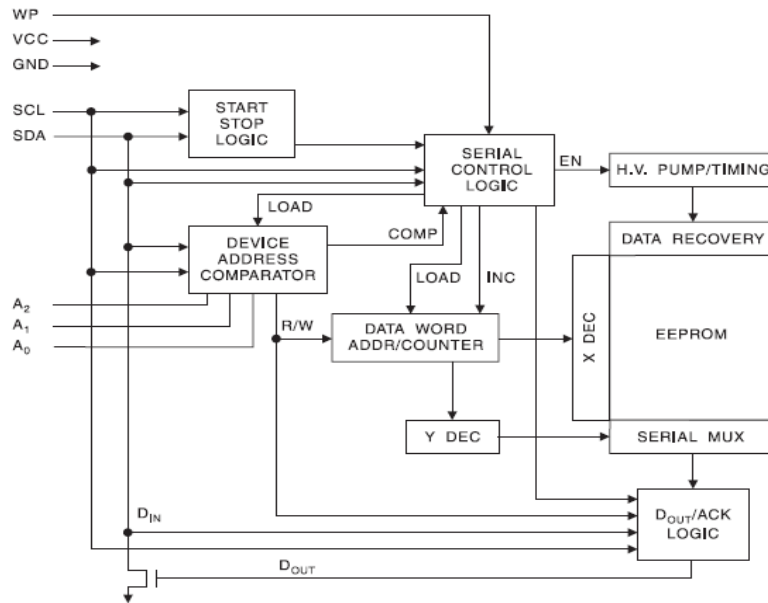 WP
VCC
GND
SCL
SDA
START
STOP
LOGIC
SERIAL
CONTROL
LOGIC
EN
H.V. PUMP/TIMING
LOAD
COMP
DEVICE
ADDRESS
COMPARATOR
LOAD
INC
DATA RECOVERY
A2
A1
A0
R/W
DATA WORD
ADDR/COUNTER
X DEC
EEPROM
Y DEC
SERIAL MUX
DIN
DOUT/ACK
LOGIC
DOUT